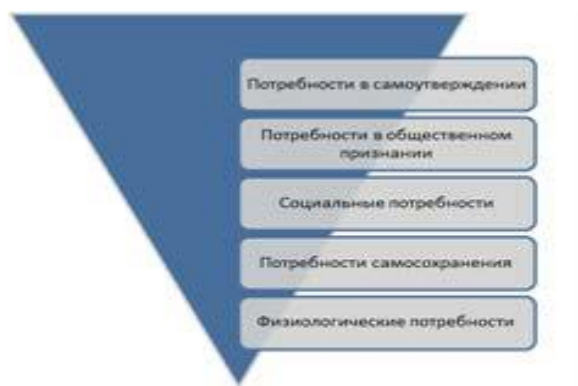 Потребности в самоутверждении
Потребности в общественном
признании
Социальные потребности
Потребности самосохранения
Физиологические потребности